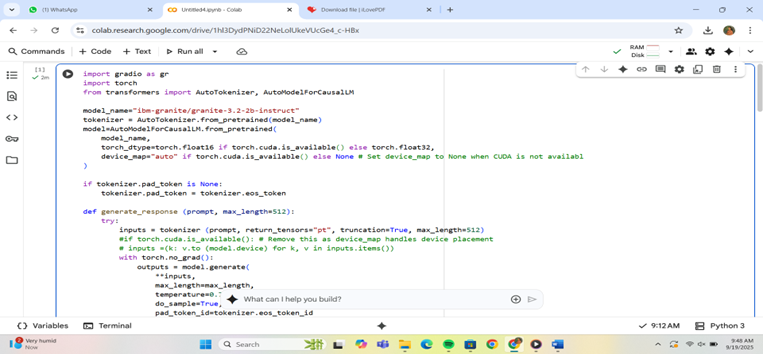 (1) WhatsApp
Untitled4.ipynb - Colab
Download file | iLovePDF
colab.research.google.com/drive/1hl3DydPNiD22NeLolUkeVUcGe4_c-HBx
Commands + Code + Text Run all
RAM
Disk
[1]
2m
import gradio as gr
import torch
from transformers import AutoTokenizer, AutoModelForCausalLM
model_name="ibm-granite/granite-3.2-2b-instruct"
tokenizer = AutoTokenizer.from_pretrained(model_name)
model=AutoModelForCausalLM.from_pretrained(
model_name,
torch_dtype=torch.float16 if torch.cuda.is_available() else torch.float32,
device_map="auto" if torch.cuda.is_available() else None # Set device_map to None when CUDA is not availabl
)
if tokenizer.pad_token is None:
tokenizer.pad_token = tokenizer.eos_token
def generate_response (prompt, max_length=512):
try:
inputs = tokenizer (prompt, return_tensors="pt", truncation=True, max_length=512)
#if torch.cuda.is_available(): # Remove this as device_map handles device placement
# inputs =(k: v.to (model.device) for k, v in inputs.items())
with torch.no_grad():
outputs = model.generate(
**inputs,
max_length=max_length,
temperature=0.
do_sample=True,
pad_token_id=tokenizer.eos_token_id
What can I help you build?
Variables Terminal
9:12 AM Python 3
Very humid
Now
Search
9:48 AM
9/19/2025